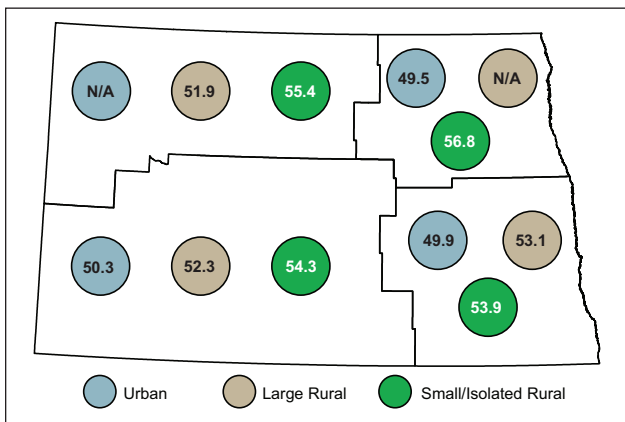 N/A 51.9 55.4
49.5 N/A
56.8
50.3 52.3 54.3
49.9 53.1
53.9
Urban Large Rural Small/Isolated Rural